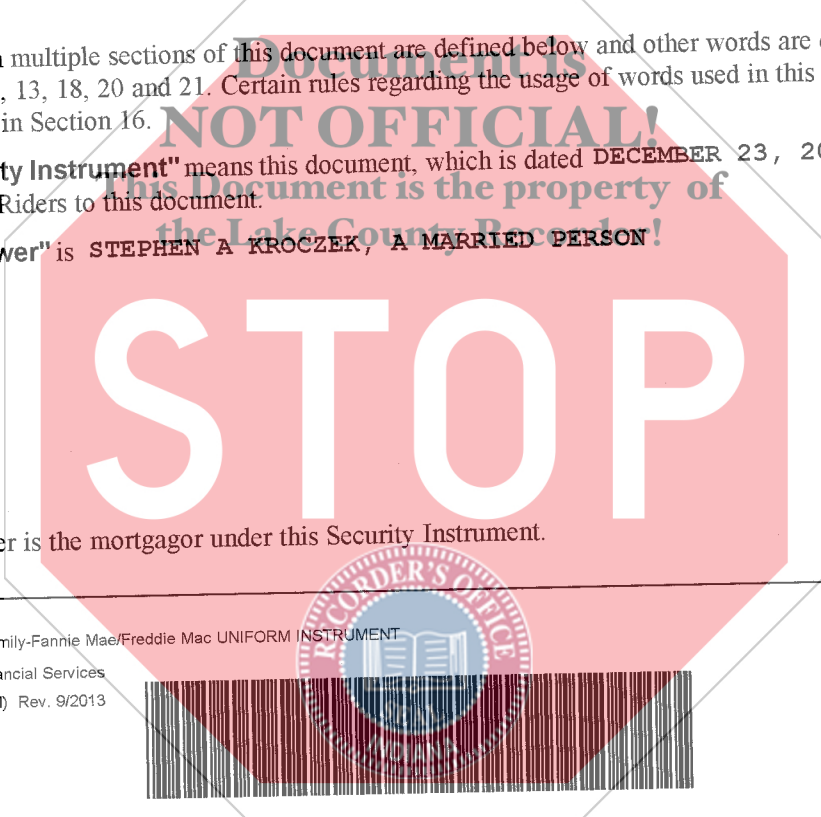 multiple sections of this document are defined below and other words are
, 13, 18, 20 and 21. Certain rules regarding the usage of words used in this
in Section 16.
ty Instrument" means this document, which is dated DECEMBER 23, 20
Riders to this document.
wer" is STEPHEN A KROCZEK, A MARRIED PERSON
Document is
NOT OFFICIAL!
This Document is the property of
the Lake County Recorder!
STOP
er is the mortgagor under this Security Instrument.
mily-Fannie Mae/Freddie Mac UNIFORM INSTRUMENT
ancial Services
) Rev. 9/2013
RECORDER'S OFFICE
SEAL
INDIANA